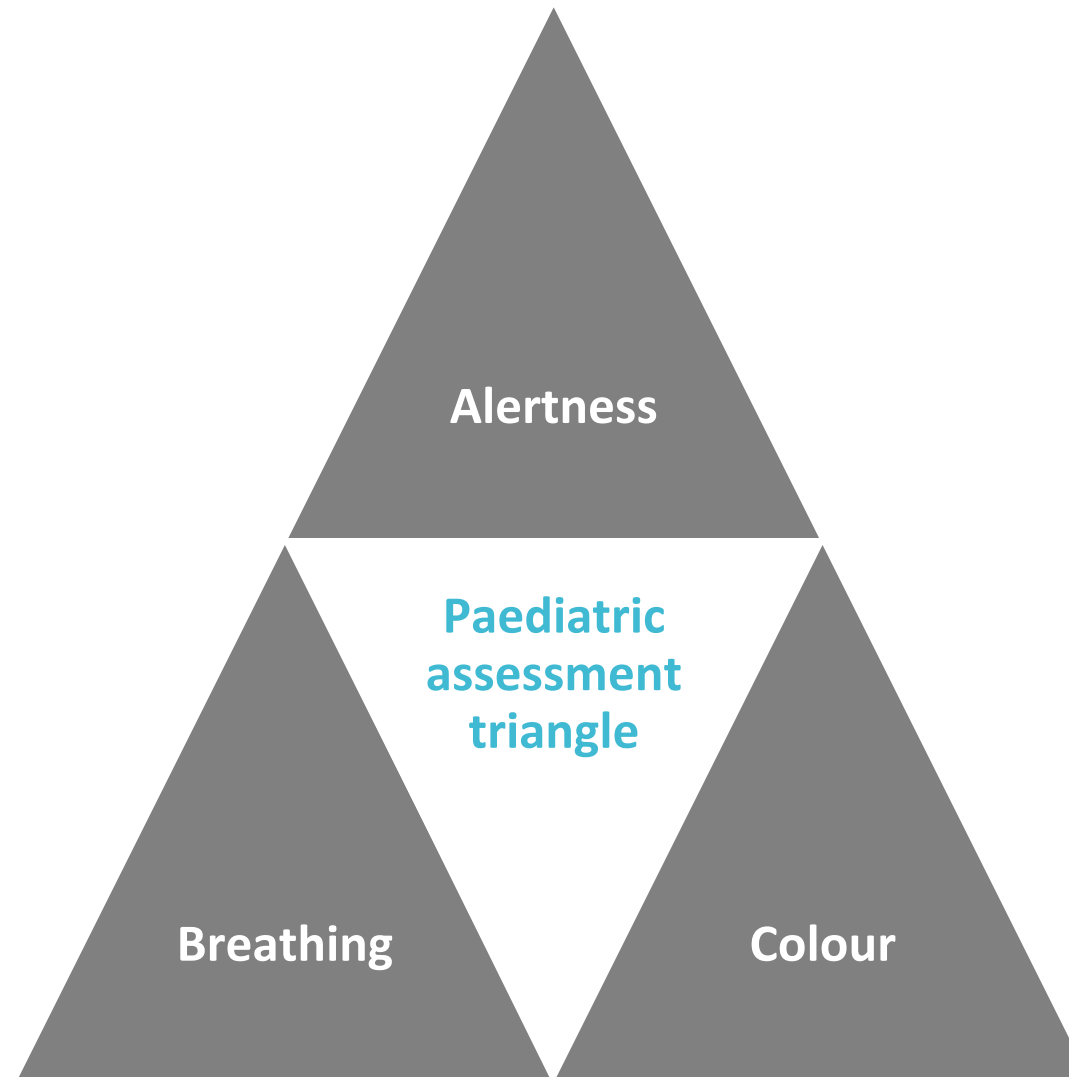 Alertness
Paediatric
assessment
triangle
Breathing
Colour